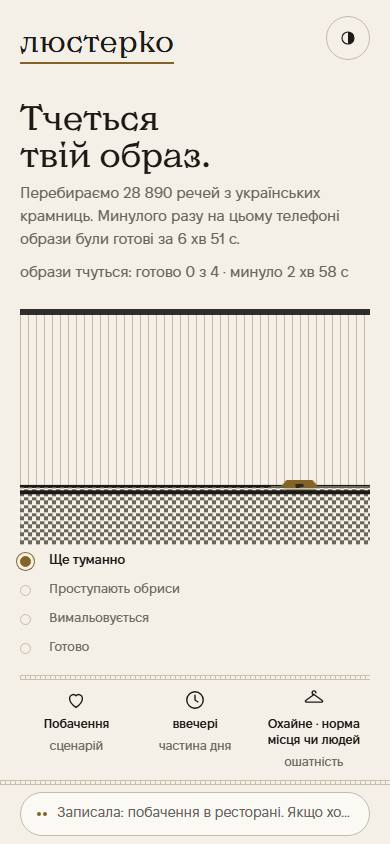 люстерко
Тчеться
твій образ.
Перебираємо 28 890 речей з українських
крамниць. Минулого разу на цьому телефоні
образи були готові за 6 хв 51 с.
образи тчуться: готово 0 з 4 · минуло 2 хв 58 с
Ще туманно
Проступають обриси
Вимальовується
Готово
Побачення
сценарій
ввечері
частина дня
Охайне · норма
місця чи людей
ошатність
Записала: побачення в ресторані. Якщо хо...